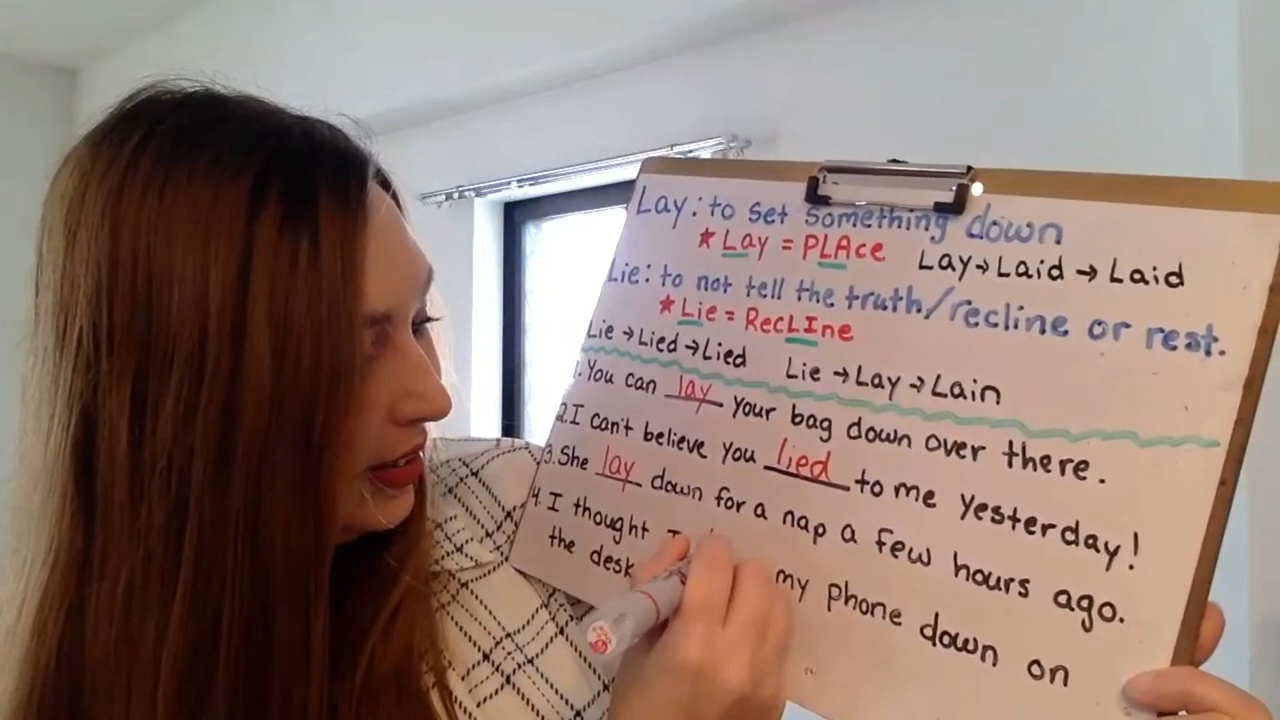 Lay: to set something down
★Lay = PLAce Lay→Laid→Laid
Lie: to not tell the truth/recline or rest.
★Lie = RecLIne
Lie→Lied→Lied Lie→Lay→Lain
1. You can lay your bag down over there.
2. I can't believe you lied to me yesterday!
3. She lay down for a nap a few hours ago.
4. I thought I my phone down on
the desk